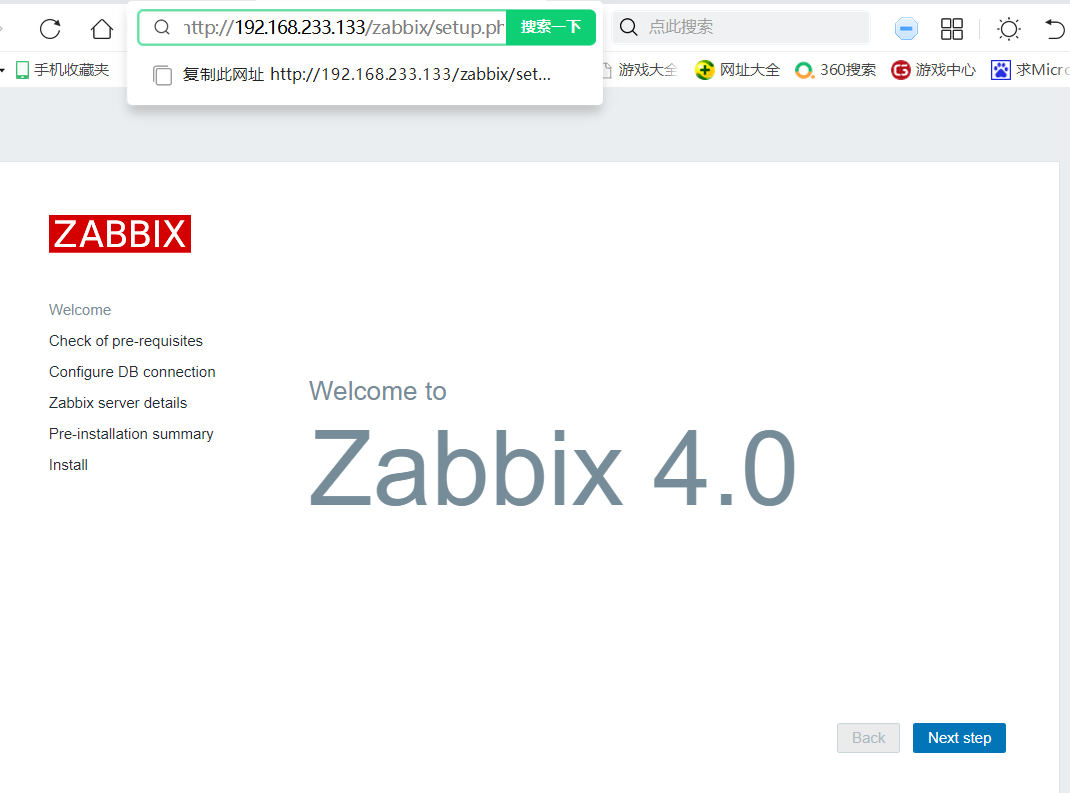 http://192.168.233.133/zabbix/setup.ph
搜索一下
点此搜索
复制此网址 http://192.168.233.133/zabbix/set...
手机收藏夹
游戏大全
网址大全
360搜索
游戏中心
求Micro
ZABBIX
Welcome
Check of pre-requisites
Configure DB connection
Zabbix server details
Pre-installation summary
Install
Welcome to
Zabbix 4.0
Back
Next step